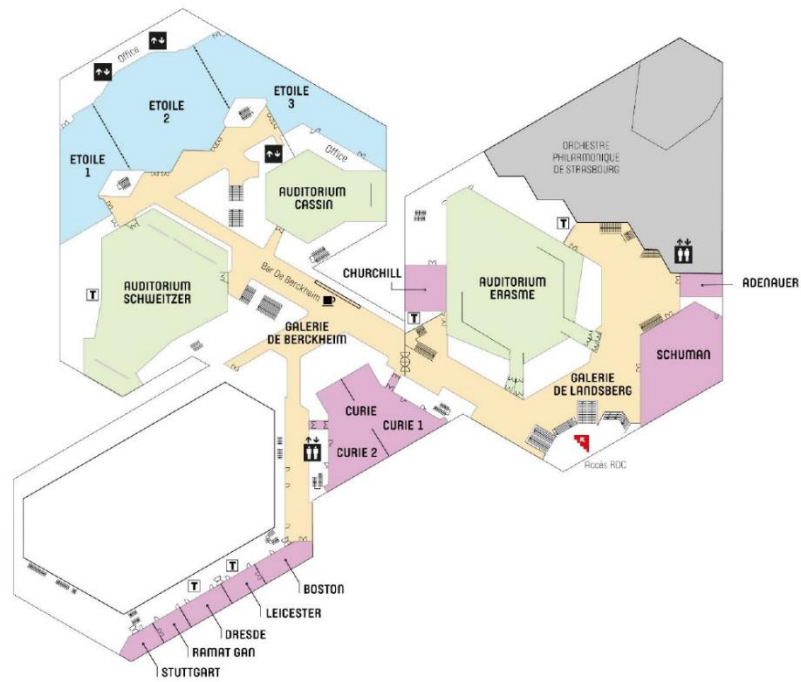 Office
ETOILE
3
ETOILE
2
ORCHESTRE
PHILARMONIQUE
DE STRASBOURG
Office
ETOILE
1
AUDITORIUM
CASSIN
T
Bar De Berckheim
CHURCHILL
AUDITORIUM
ERASME
ADENAUER
T
AUDITORIUM
SCHWEITZER
T
GALERIE
DE BERCKHEIM
SCHUMAN
GALERIE
DE LANDSBERG
CURIE
CURIE 1
CURIE 2
Accès RDC
T
T
BOSTON
LEICESTER
DRESDE
RAMAT GAN
STUTTGART